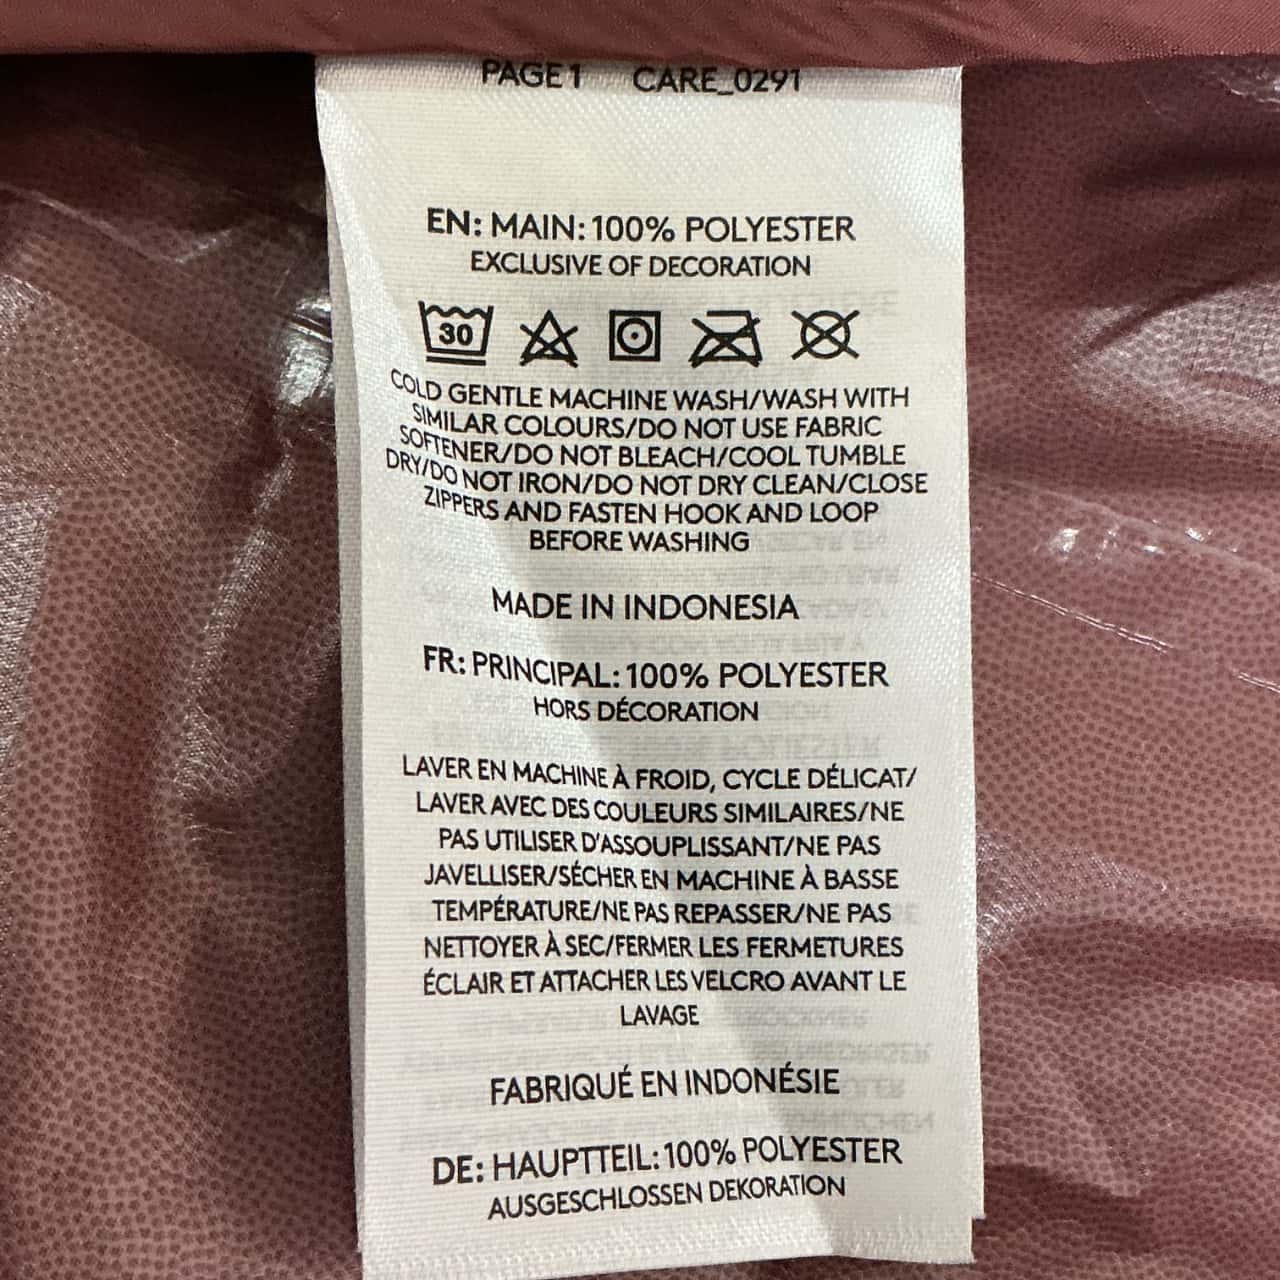 PAGE1 CARE_0291
EN: MAIN: 100% POLYESTER
EXCLUSIVE OF DECORATION
30
COLD GENTLE MACHINE WASH/WASH WITH
SIMILAR COLOURS/DO NOT USE FABRIC
SOFTENER/DO NOT BLEACH/COOL TUMBLE
DRY/DO NOT IRON/DO NOT DRY CLEAN/CLOSE
ZIPPERS AND FASTEN HOOK AND LOOP
BEFORE WASHING
MADE IN INDONESIA
FR: PRINCIPAL: 100% POLYESTER
HORS DÉCORATION
LAVER EN MACHINE À FROID, CYCLE DÉLICAT/
LAVER AVEC DES COULEURS SIMILAIRES/NE
PAS UTILISER D'ASSOUPLISSANT/NE PAS
JAVELLISER/SÉCHER EN MACHINE À BASSE
TEMPÉRATURE/NE PAS REPASSER/NE PAS
NETTOYER À SEC/FERMER LES FERMETURES
ÉCLAIR ET ATTACHER LES VELCRO AVANT LE
LAVAGE
FABRIQUÉ EN INDONÉSIE
DE: HAUPTTEIL: 100% POLYESTER
AUSGESCHLOSSEN DEKORATION